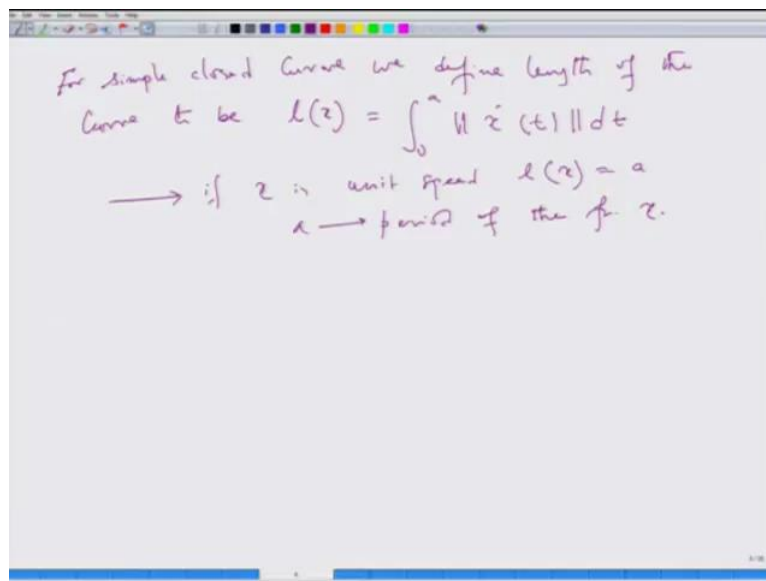 For simple closed Curve we define length of the
Curve to be l(r) = ∫₀ᵃ || ṙ (t) || dt
⟶ if r is unit speed l(r) = a
a ⟶ period of the fn. r.